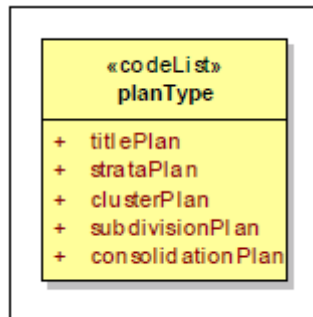 «codeList»
planType
+ titlePlan
+ strataPlan
+ clusterPlan
+ subdivisionPlan
+ consolidationPlan